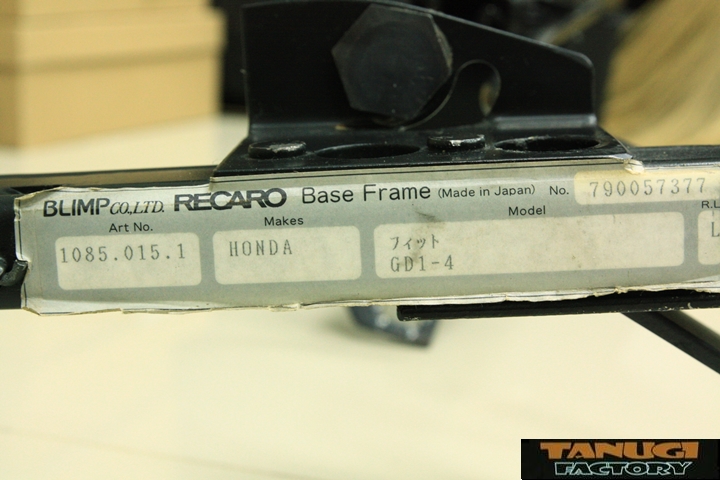 BLIMP CO.,LTD. RECARO Base Frame (Made in Japan) No. 790057377
Art No. Makes Model R.L
1085.015.1 HONDA フィット L
GD1-4
TANUGI
FACTORY